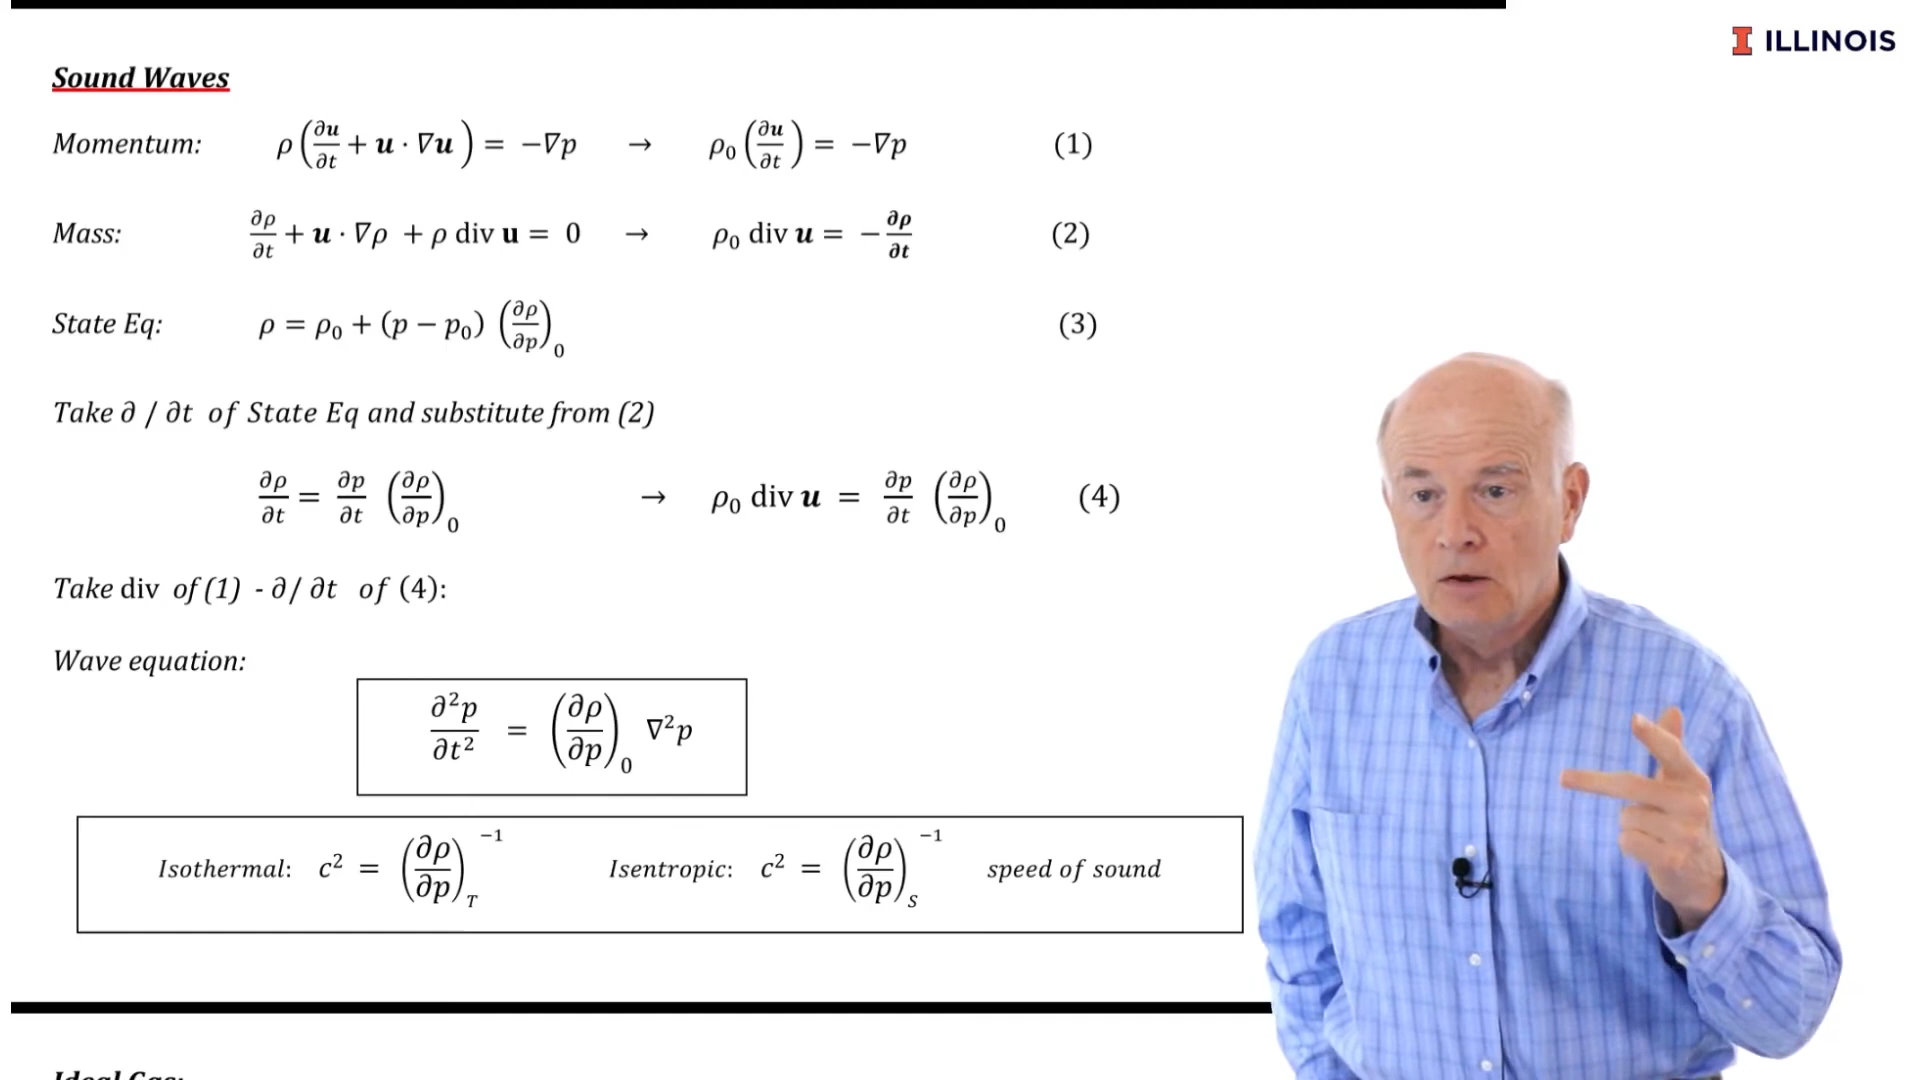 ILLINOIS
Sound Waves
Momentum: ρ(∂u/∂t + u · ∇u) = −∇p → ρ₀(∂u/∂t) = −∇p (1)
Mass: ∂ρ/∂t + u · ∇ρ + ρ div u = 0 → ρ₀ div u = −∂ρ/∂t (2)
State Eq: ρ = ρ₀ + (p − p₀) (∂ρ/∂p)₀ (3)
Take ∂ / ∂t of State Eq and substitute from (2)
∂ρ/∂t = ∂p/∂t (∂ρ/∂p)₀ → ρ₀ div u = ∂p/∂t (∂ρ/∂p)₀ (4)
Take div of (1) - ∂/ ∂t of (4):
Wave equation:
∂²p/∂t² = (∂ρ/∂p)₀ ∇²p
Isothermal: c² = (∂ρ/∂p)_T⁻¹ Isentropic: c² = (∂ρ/∂p)_S⁻¹ speed of sound
Ideal Gas: